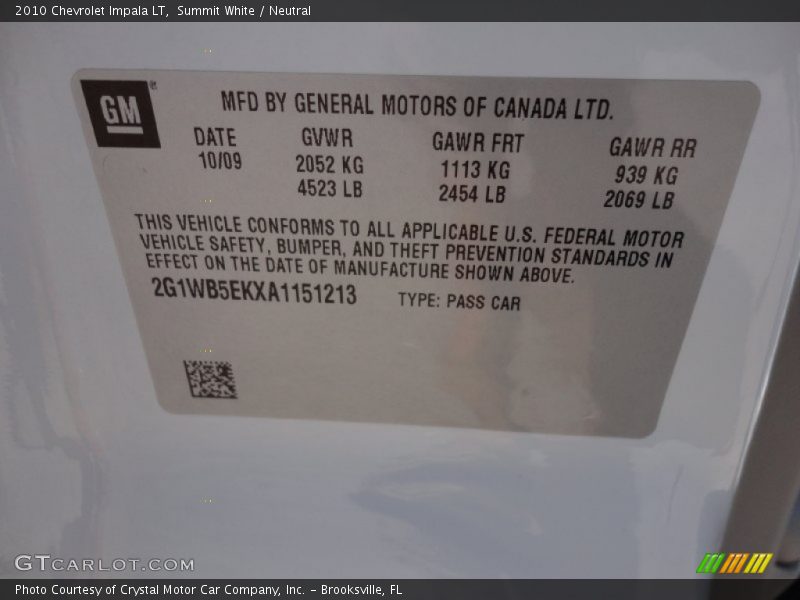 2010 Chevrolet Impala LT,  Summit White / Neutral
GM
MFD BY GENERAL MOTORS OF CANADA LTD.
DATE GVWR GAWR FRT GAWR RR
10/09 2052 KG 1113 KG 939 KG
4523 LB 2454 LB 2069 LB
THIS VEHICLE CONFORMS TO ALL APPLICABLE U.S. FEDERAL MOTOR
VEHICLE SAFETY, BUMPER, AND THEFT PREVENTION STANDARDS IN
EFFECT ON THE DATE OF MANUFACTURE SHOWN ABOVE.
2G1WB5EKXA1151213 TYPE: PASS CAR
GTCARLOT.COM
Photo Courtesy of Crystal Motor Car Company, Inc. – Brooksville, FL